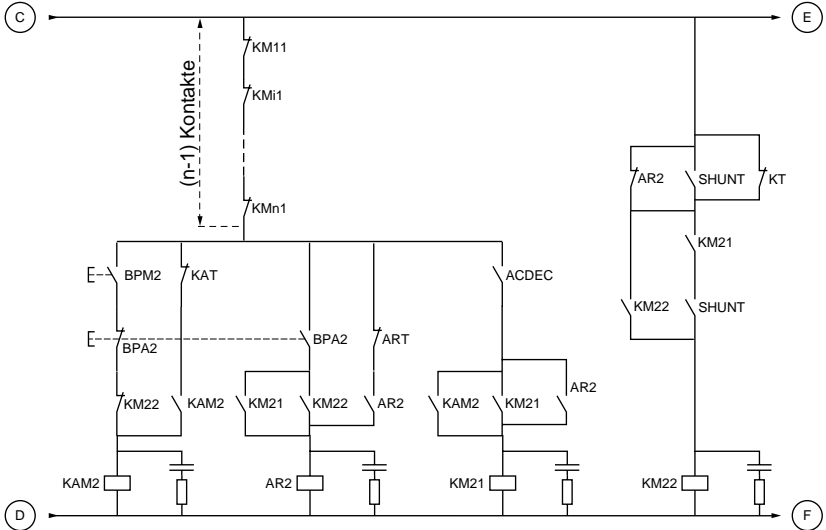 C
E
KM11
KMi1
(n-1) Kontakte
AR2
SHUNT
KT
KMn1
KM21
BPM2
KAT
ACDEC
KM22
SHUNT
BPA2
BPA2
ART
AR2
KM22
KAM2
KM21
KM22
AR2
KAM2
KM21
KAM2
AR2
KM21
KM22
D
F